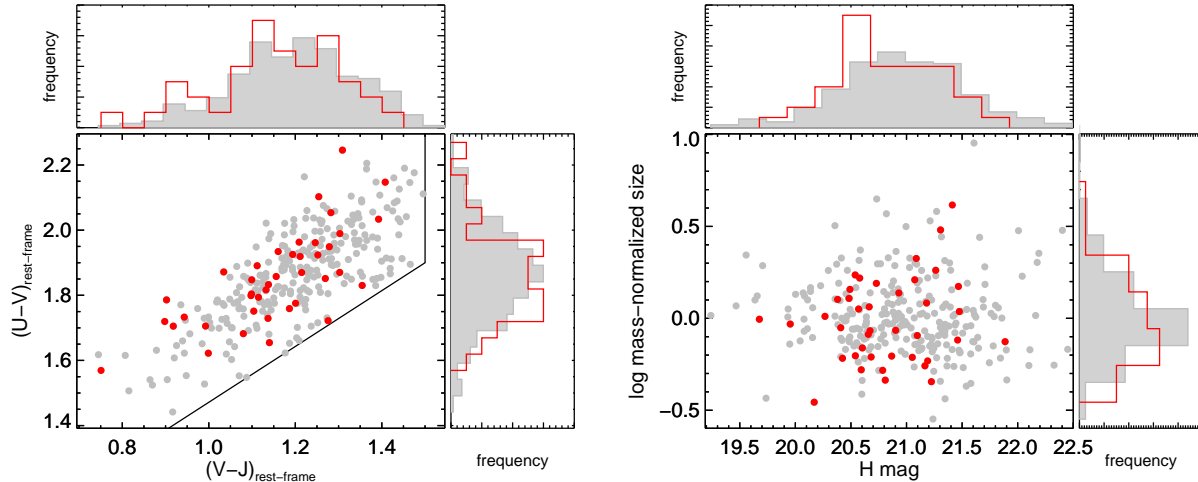 frequency
frequency
2.2
2.0
1.8
1.6
1.4
(U−V)rest−frame
0.8
1.0
1.2
1.4
(V−J)rest−frame
frequency
1.0
0.5
0.0
−0.5
log mass−normalized size
19.5
20.0
20.5
21.0
21.5
22.0
22.5
H mag
frequency